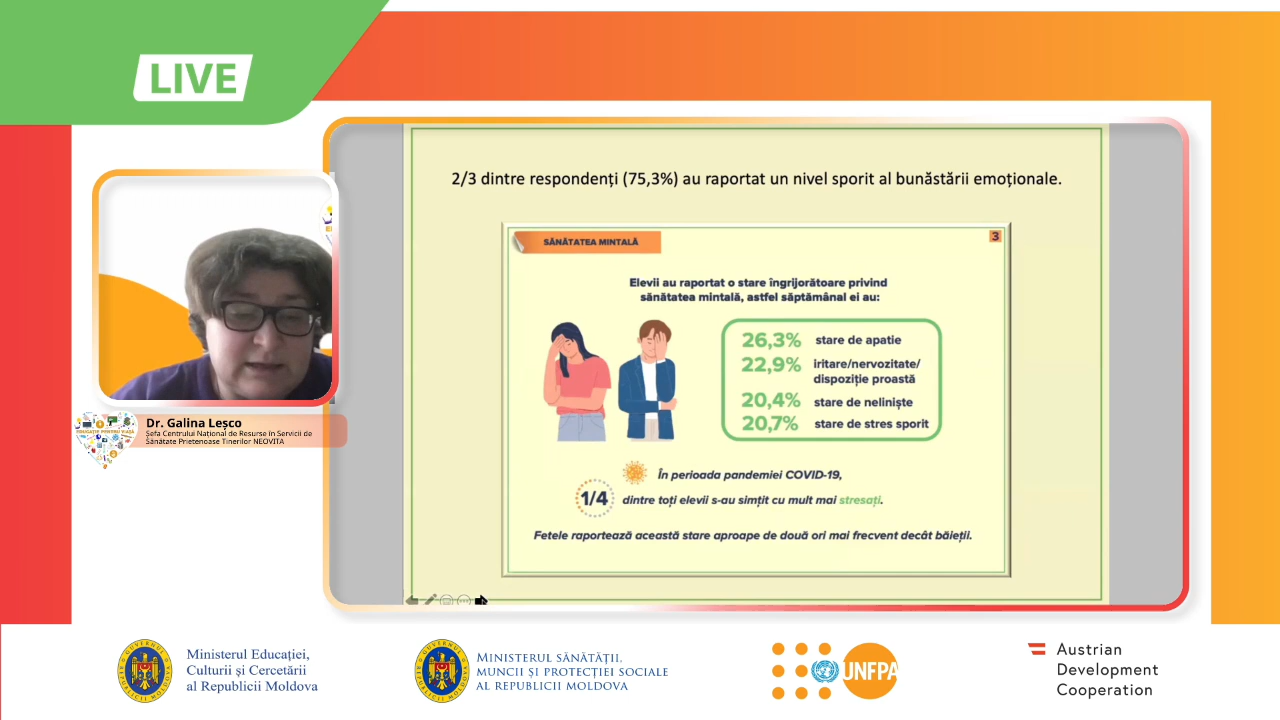 LIVE
2/3 dintre respondenți (75,3%) au raportat un nivel sporit al bunăstării emoționale.
SĂNĂTATEA MINTALĂ
3
Elevii au raportat o stare îngrijorătoare privind
sănătatea mintală, astfel săptămânal ei au:
26,3% stare de apatie
22,9% iritare/nervozitate/
dispoziție proastă
20,4% stare de neliniște
20,7% stare de stres sporit
În perioada pandemiei COVID-19,
1/4 dintre toți elevii s-au simțit cu mult mai stresați.
Fetele raportează această stare aproape de două ori mai frecvent decât băieții.
EDUCAȚIE PENTRU VIAȚĂ
Dr. Galina Leșco
Șefa Centrului Național de Resurse în Servicii de
Sănătate Prietenoase Tinerilor NEOVITA
Ministerul Educației,
Culturii și Cercetării
al Republicii Moldova
MINISTERUL SĂNĂTĂȚII,
MUNCII ȘI PROTECȚIEI SOCIALE
AL REPUBLICII MOLDOVA
UNFPA
Austrian
Development
Cooperation